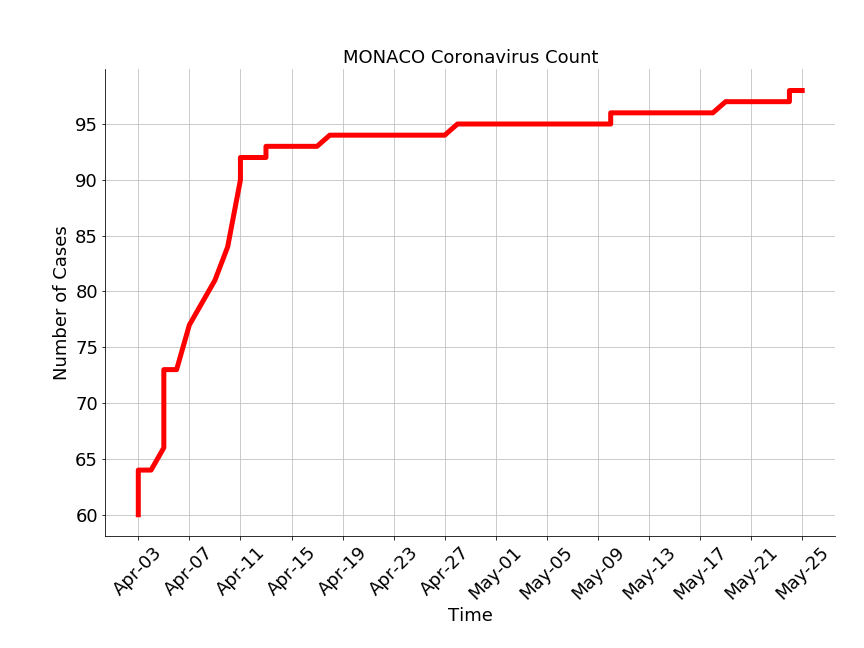 MONACO Coronavirus Count
Number of Cases
95
90
85
80
75
70
65
60
Apr-03
Apr-07
Apr-11
Apr-15
Apr-19
Apr-23
Apr-27
May-01
May-05
May-09
May-13
May-17
May-21
May-25
Time